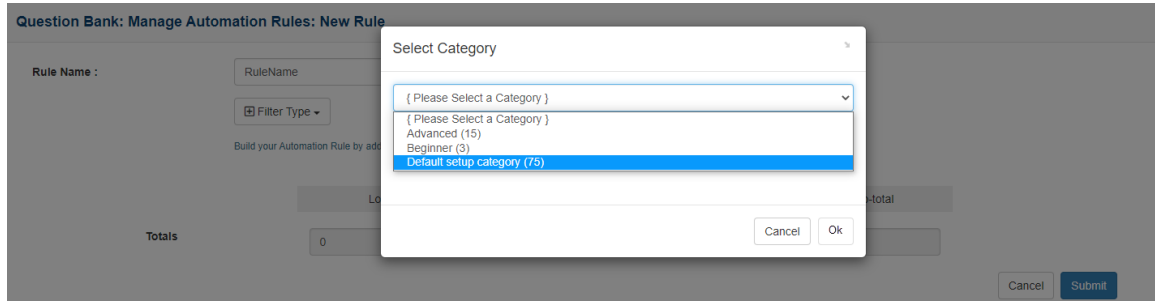 Question Bank: Manage Automation Rules: New Rule
Select Category
Rule Name :
RuleName
{ Please Select a Category }
{ Please Select a Category }
Advanced (15)
Beginner (3)
Default setup category (75)
Filter Type
Build your Automation Rule by add
Lo
-total
Totals
0
Cancel
Ok
Cancel
Submit